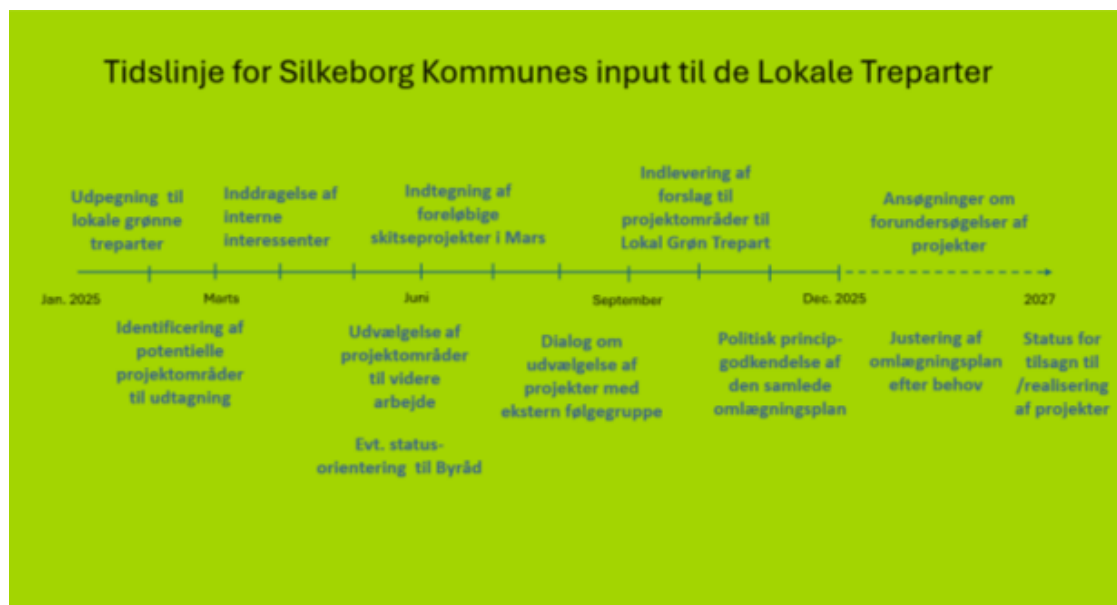 Tidslinje for Silkeborg Kommunes input til de Lokale Treparter
Udpegning til
lokale grønne
treparter
Inddragelse af
interne
interessenter
Indtegning af
foreløbige
skitseprojekter i Mars
Indlevering af
forslag til
projektområder til
Lokal Grøn Trepart
Ansøgninger om
forundersøgelser af
projekter
Jan. 2025
Marts
Juni
September
Dec. 2025
2027
Identificering af
potentielle
projektområder
til udtagning
Udvælgelse af
projektområder
til videre
arbejde
Evt. status-
orientering til Byråd
Dialog om
udvælgelse af
projekter med
ekstern følgegruppe
Politisk princip-
godkendelse af
den samlede
omlægningsplan
Justering af
omlægningsplan
efter behov
Status for
tilsagn til
/realisering
af projekter